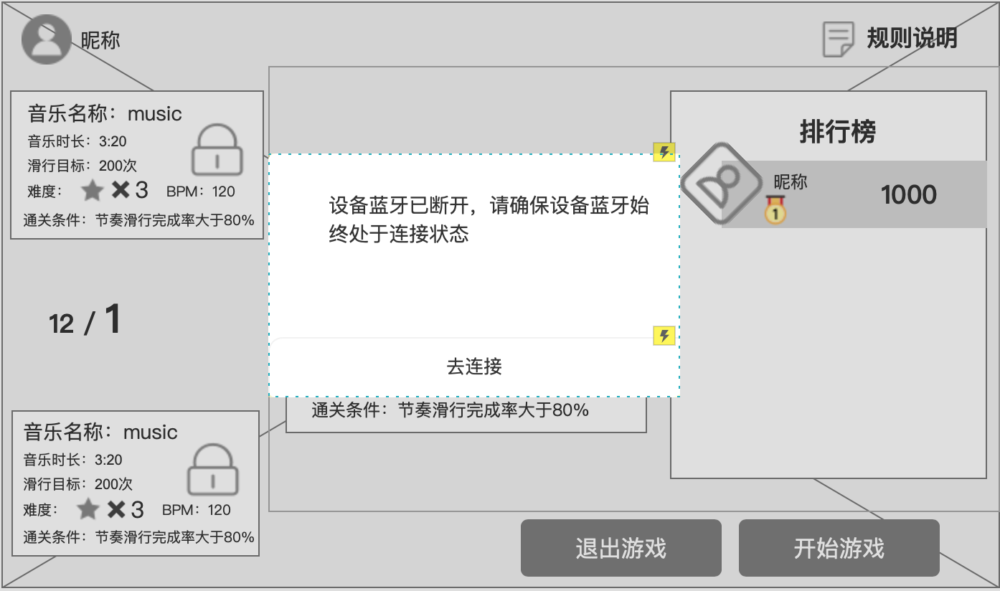 昵称
规则说明
音乐名称：music
音乐时长：3:20
滑行目标：200次
难度：
3
BPM：120
通关条件：节奏滑行完成率大于80%
12 / 1
音乐名称：music
音乐时长：3:20
滑行目标：200次
难度：
3
BPM：120
通关条件：节奏滑行完成率大于80%
设备蓝牙已断开，请确保设备蓝牙始
终处于连接状态
去连接
通关条件：节奏滑行完成率大于80%
排行榜
昵称
1
1000
退出游戏
开始游戏